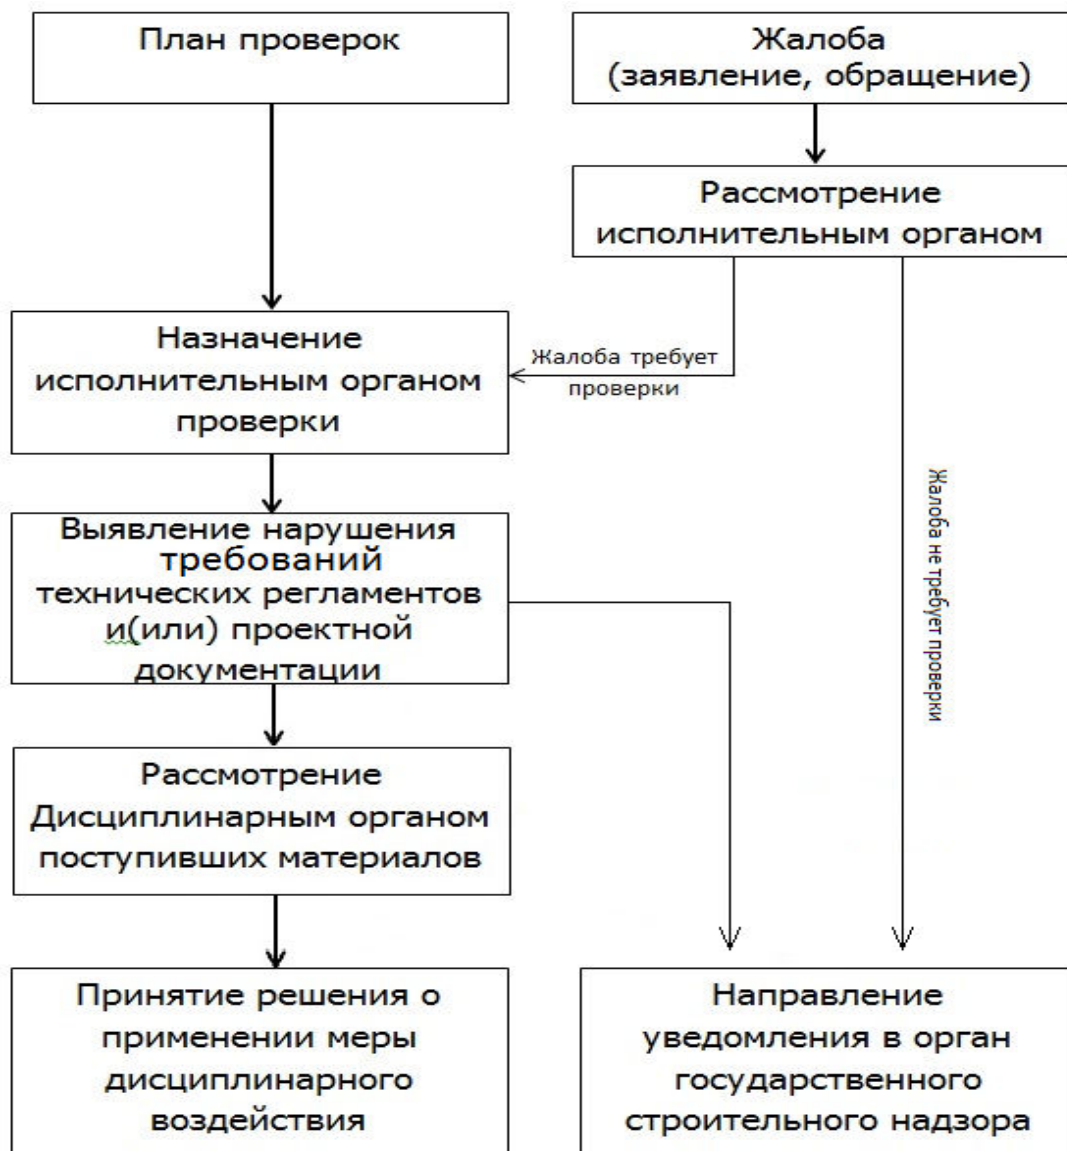 План проверок
Жалоба
(заявление, обращение)
Рассмотрение
исполнительным органом
Назначение
исполнительным органом
проверки
Жалоба требует
проверки
Жалоба не требует проверки
Выявление нарушения
требований
технических регламентов
и(или) проектной
документации
Рассмотрение
Дисциплинарным органом
поступивших материалов
Принятие решения о
применении меры
дисциплинарного
воздействия
Направление
уведомления в орган
государственного
строительного надзора